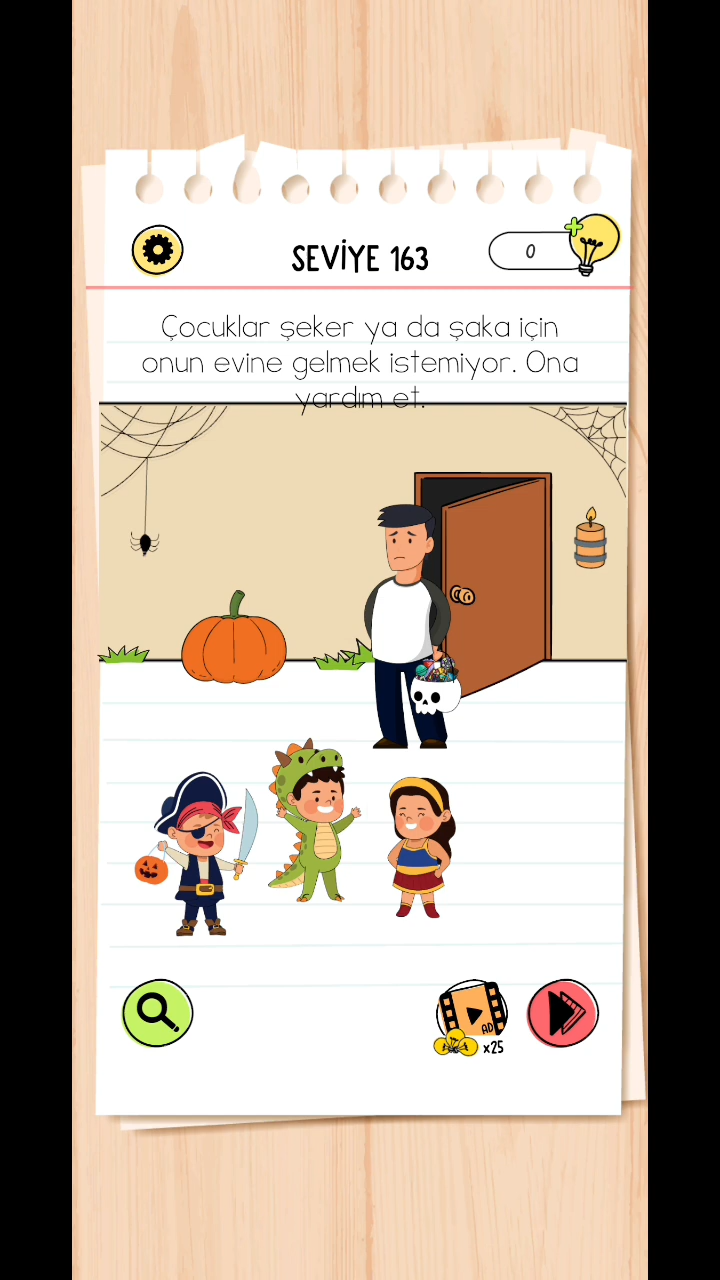 SEVİYE 163
0
Çocuklar şeker ya da şaka için
onun evine gelmek istemiyor. Ona
yardım et.
AD
x25